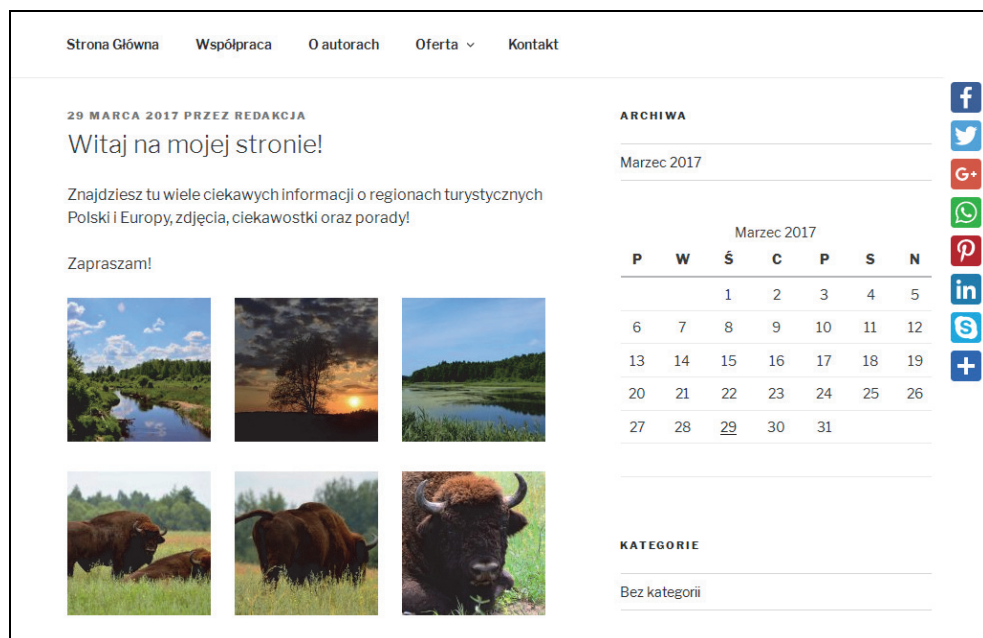 Strona Główna Współpraca O autorach Oferta Kontakt
29 MARCA 2017 PRZEZ REDAKCJA
Witaj na mojej stronie!
Znajdziesz tu wiele ciekawych informacji o regionach turystycznych
Polski i Europy, zdjęcia, ciekawostki oraz porady!
Zapraszam!
ARCHIWA
Marzec 2017
Marzec 2017
P W Ś C P S N
1 2 3 4 5
6 7 8 9 10 11 12
13 14 15 16 17 18 19
20 21 22 23 24 25 26
27 28 29 30 31
KATEGORIE
Bez kategorii
f
G+
in
S